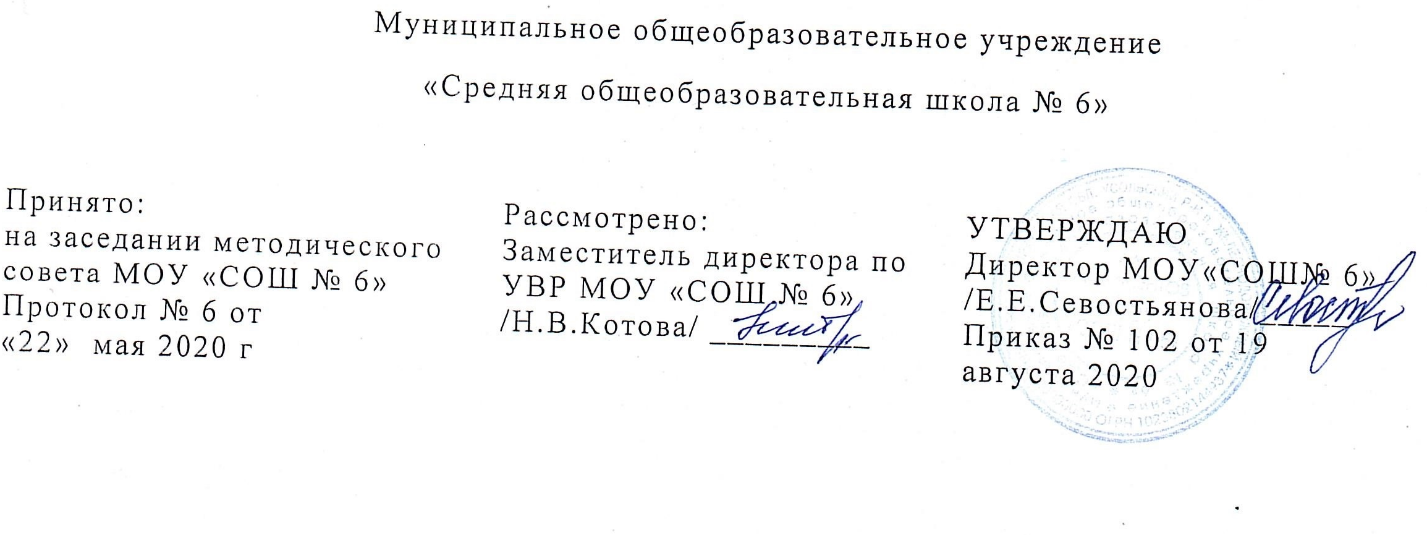 Муниципальное общеобразовательное учреждение
«Средняя общеобразовательная школа № 6»
Принято:
на заседании методического
совета МОУ «СОШ № 6»
Протокол № 6 от
«22» мая 2020 г
Рассмотрено:
Заместитель директора по
УВР МОУ «СОШ № 6»
/Н.В.Котова/ __________
УТВЕРЖДАЮ
Директор МОУ«СОШ№ 6»
/Е.Е.Севостьянова/______
Приказ № 102 от 19
августа 2020